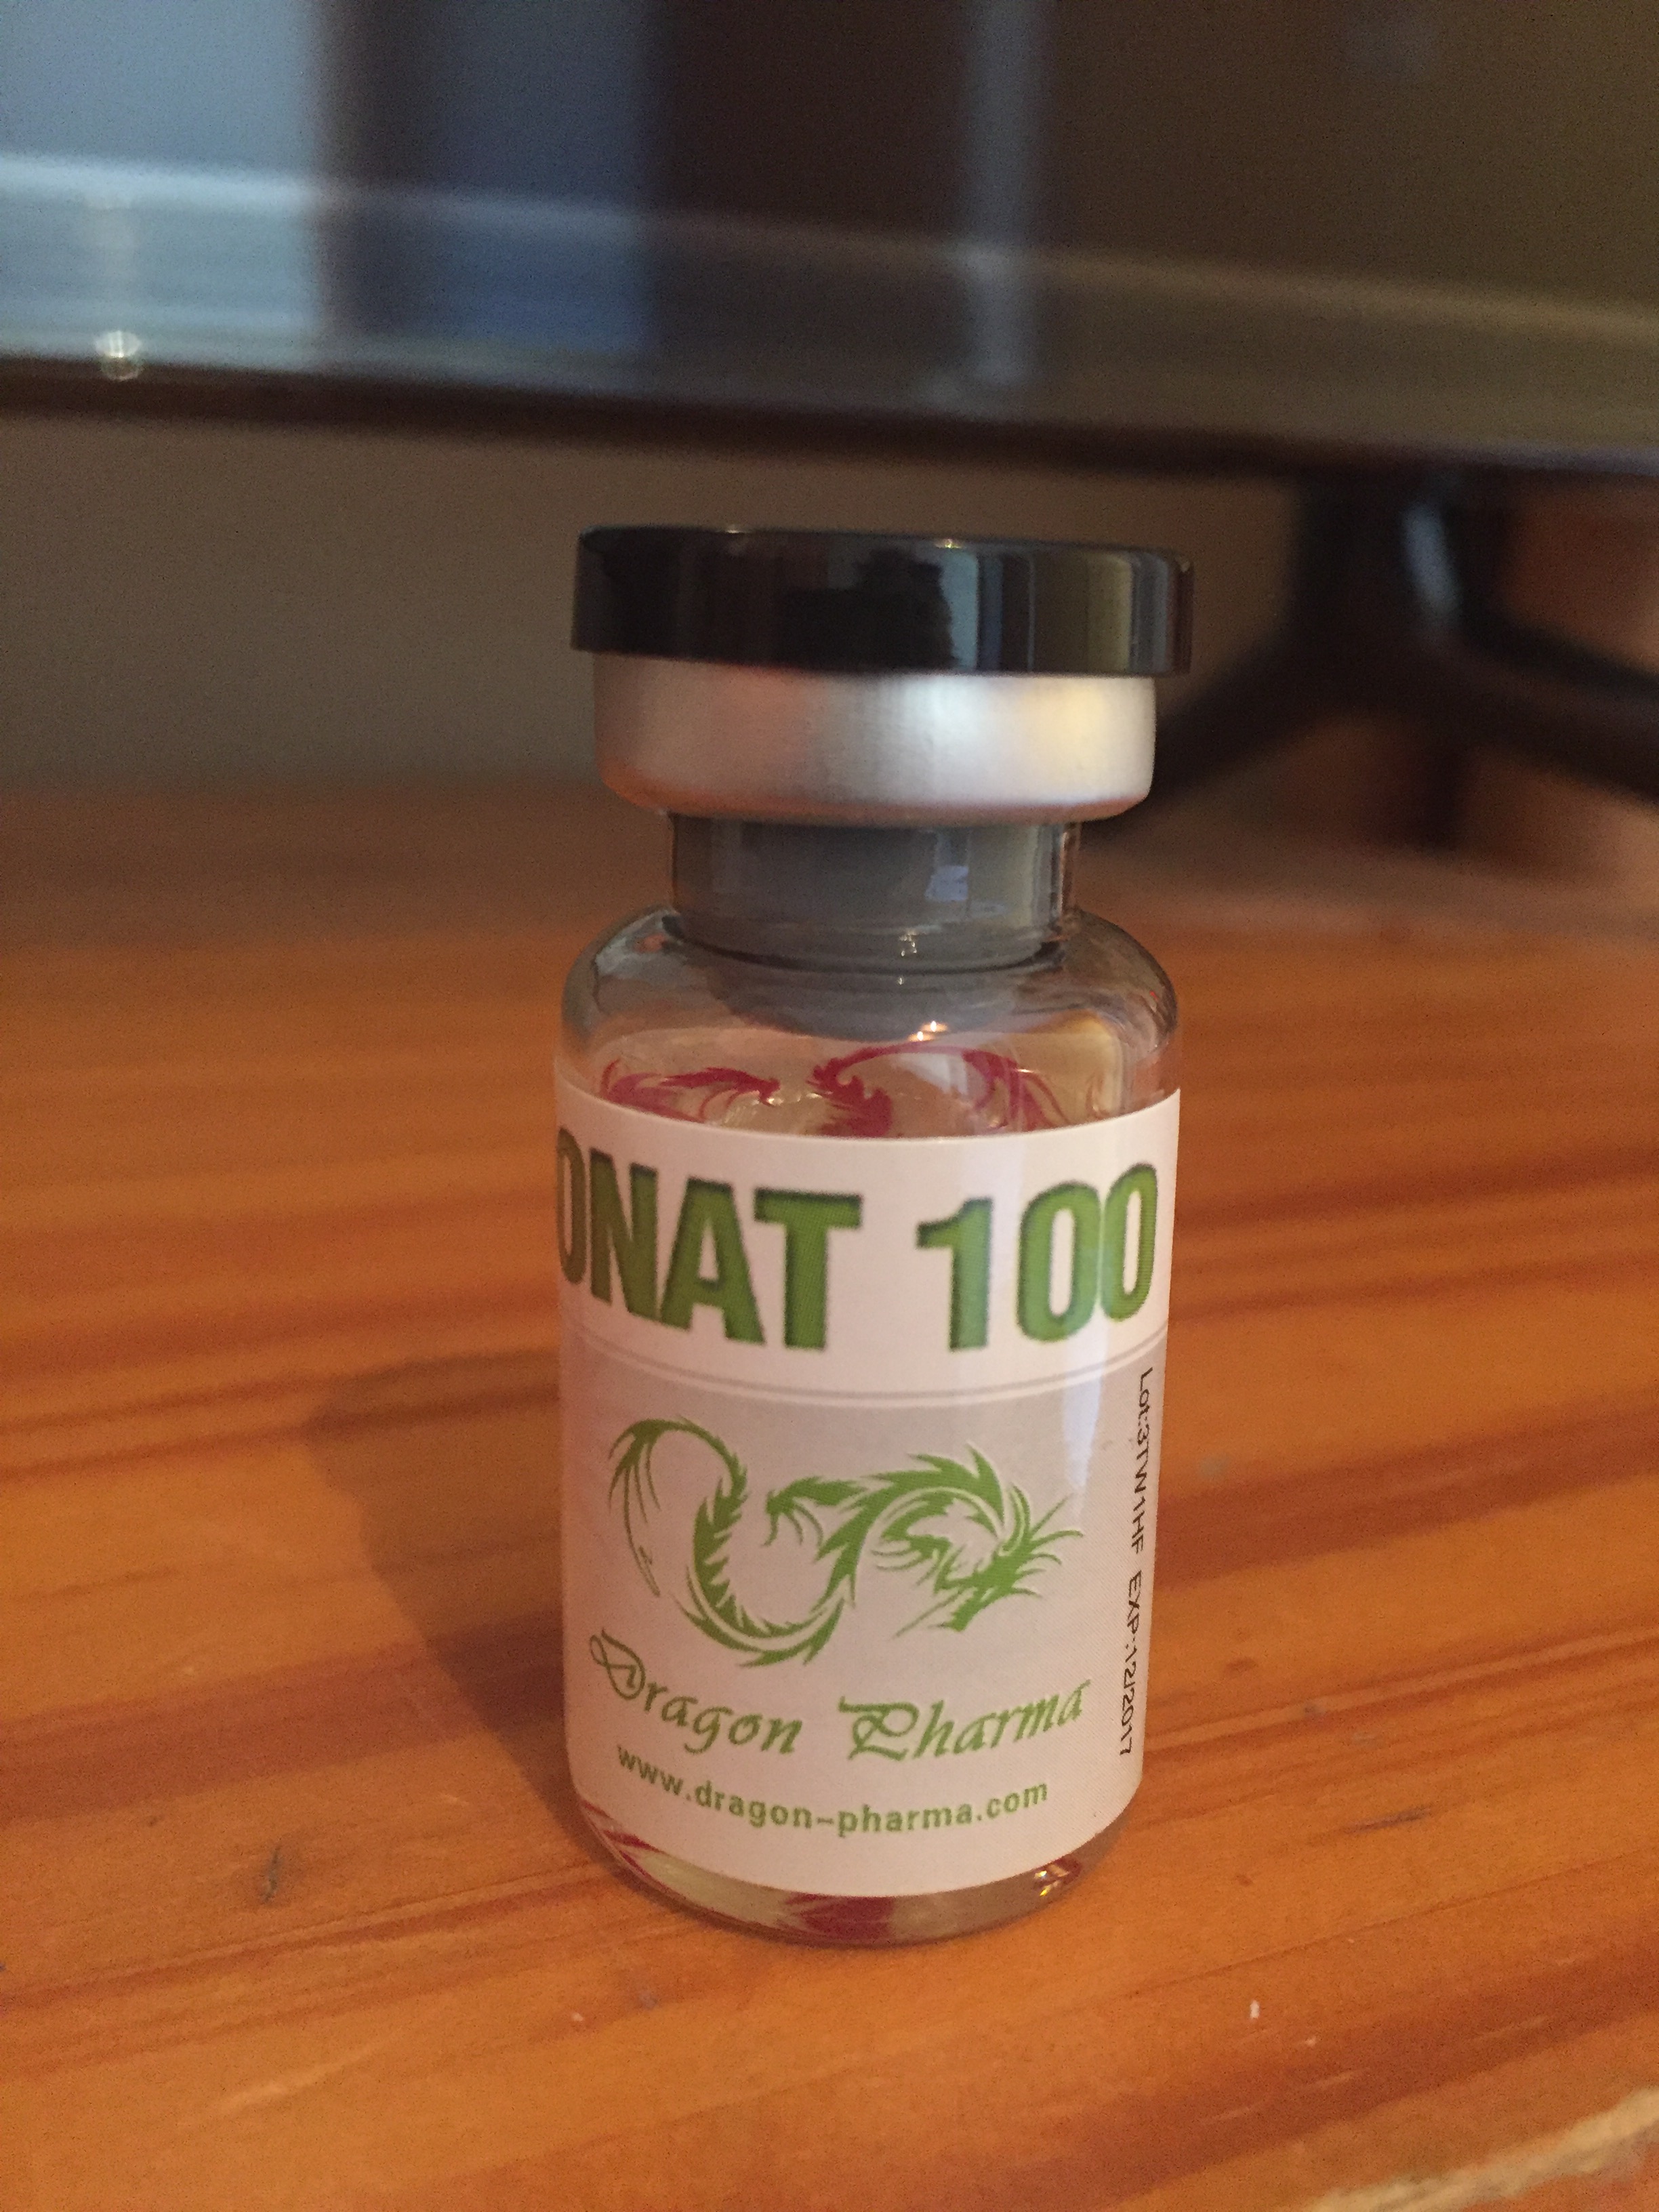 ONAT 100
Dragon Pharma
www.dragon-pharma.com
Lot:3TW1HF EXP:12/2017